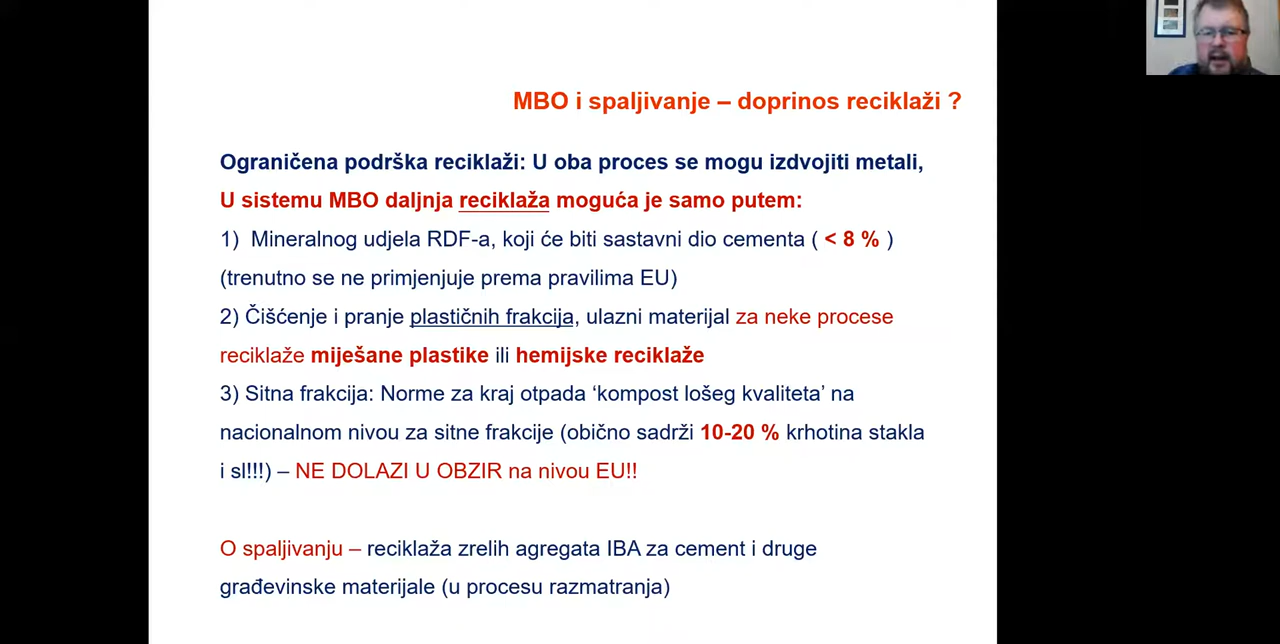 MBO i spaljivanje – doprinos reciklaži ?
Ograničena podrška reciklaži: U oba proces se mogu izdvojiti metali,
U sistemu MBO daljnja reciklaža moguća je samo putem:
1) Mineralnog udjela RDF-a, koji će biti sastavni dio cementa ( < 8 % )
(trenutno se ne primjenjuje prema pravilima EU)
2) Čišćenje i pranje plastičnih frakcija, ulazni materijal za neke procese
reciklaže miješane plastike ili hemijske reciklaže
3) Sitna frakcija: Norme za kraj otpada ‘kompost lošeg kvaliteta’ na
nacionalnom nivou za sitne frakcije (obično sadrži 10-20 % krhotina stakla
i sl!!!) – NE DOLAZI U OBZIR na nivou EU!!
O spaljivanju – reciklaža zrelih agregata IBA za cement i druge
građevinske materijale (u procesu razmatranja)